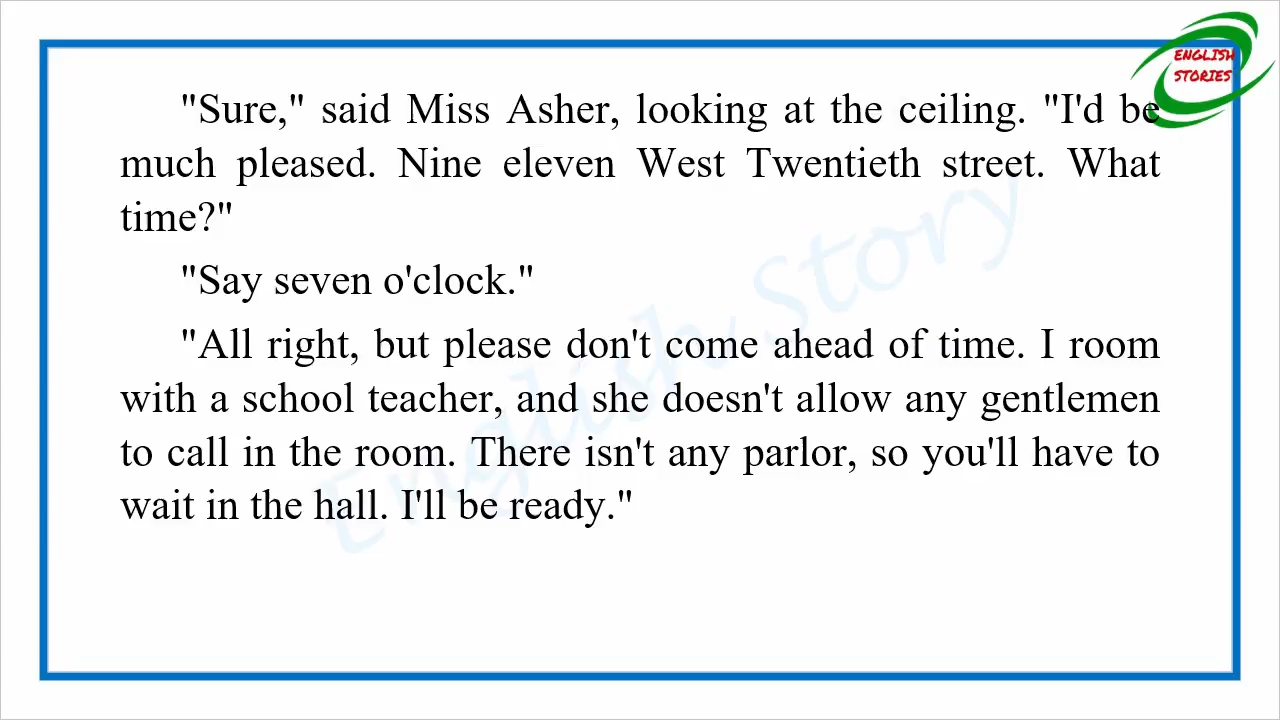 ENGLISH
STORIES
"Sure," said Miss Asher, looking at the ceiling. "I'd be
much pleased. Nine eleven West Twentieth street. What
time?"
"Say seven o'clock."
"All right, but please don't come ahead of time. I room
with a school teacher, and she doesn't allow any gentlemen
to call in the room. There isn't any parlor, so you'll have to
wait in the hall. I'll be ready."
English Story